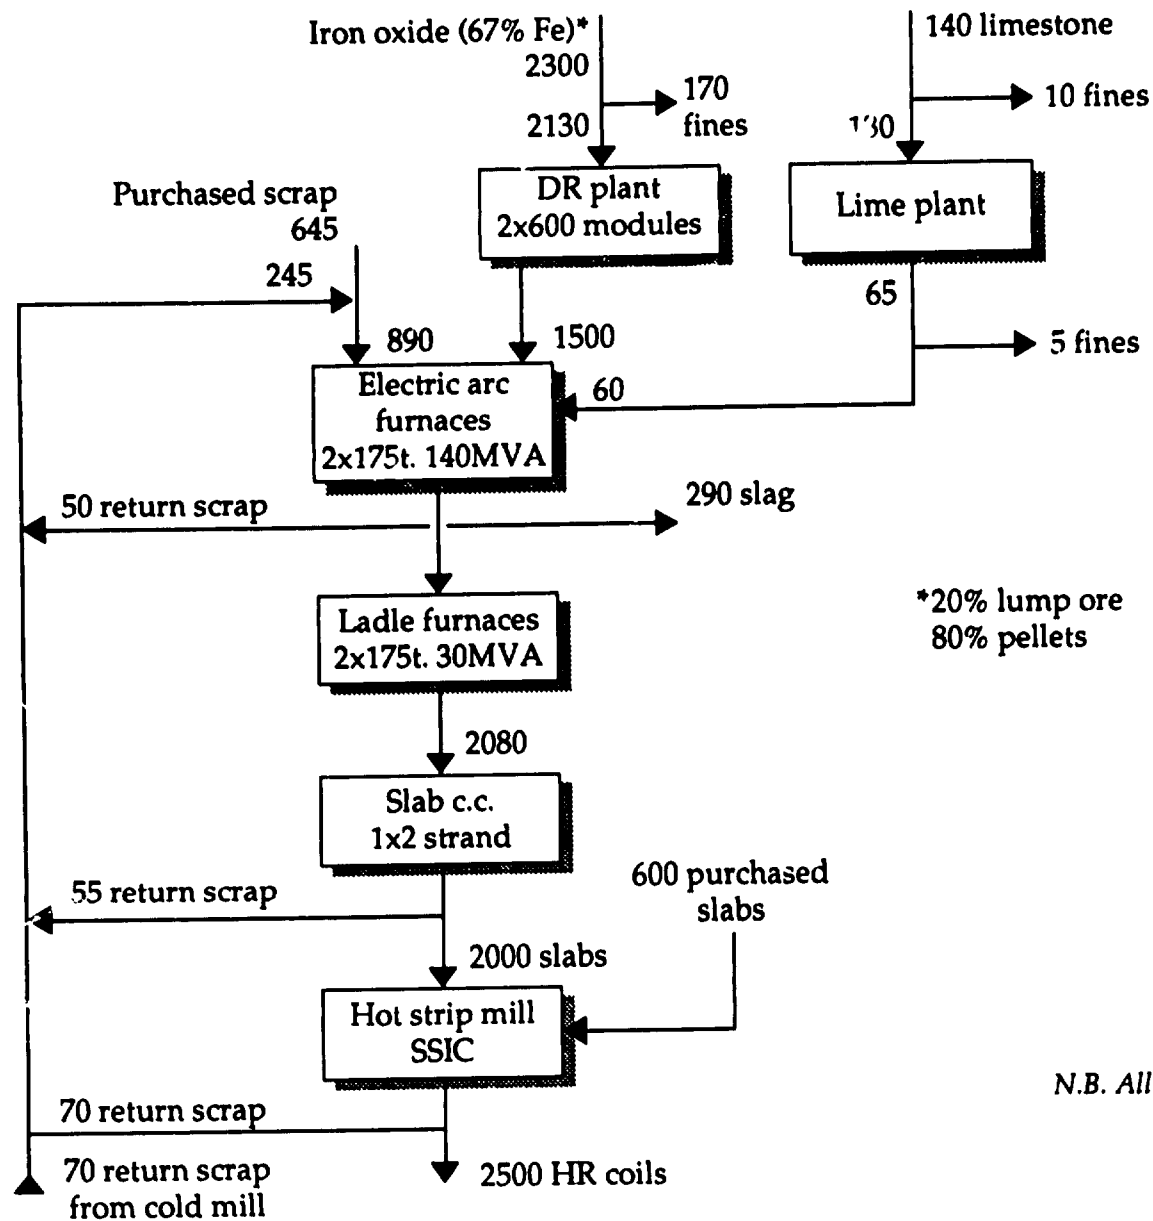 Iron oxide (67% Fe)*
2300
170
fines
2130
140 limestone
10 fines
130
DR plant
2x600 modules
Lime plant
Purchased scrap
645
245
890
1500
65
5 fines
60
Electric arc
furnaces
2x175t. 140MVA
50 return scrap
290 slag
Ladle furnaces
2x175t. 30MVA
*20% lump ore
80% pellets
2080
Slab c.c.
1x2 strand
55 return scrap
600 purchased
slabs
2000 slabs
Hot strip mill
SSIC
N.B. All
70 return scrap
70 return scrap
from cold mill
2500 HR coils